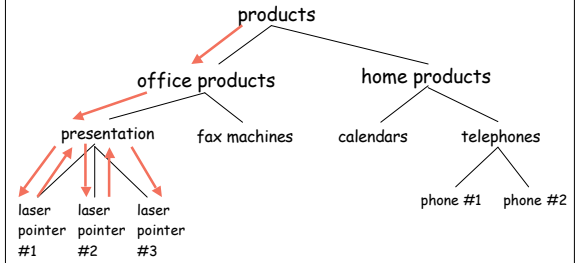 products
office products
home products
presentation
fax machines
calendars
telephones
laser
pointer
#1
laser
pointer
#2
laser
pointer
#3
phone #1
phone #2